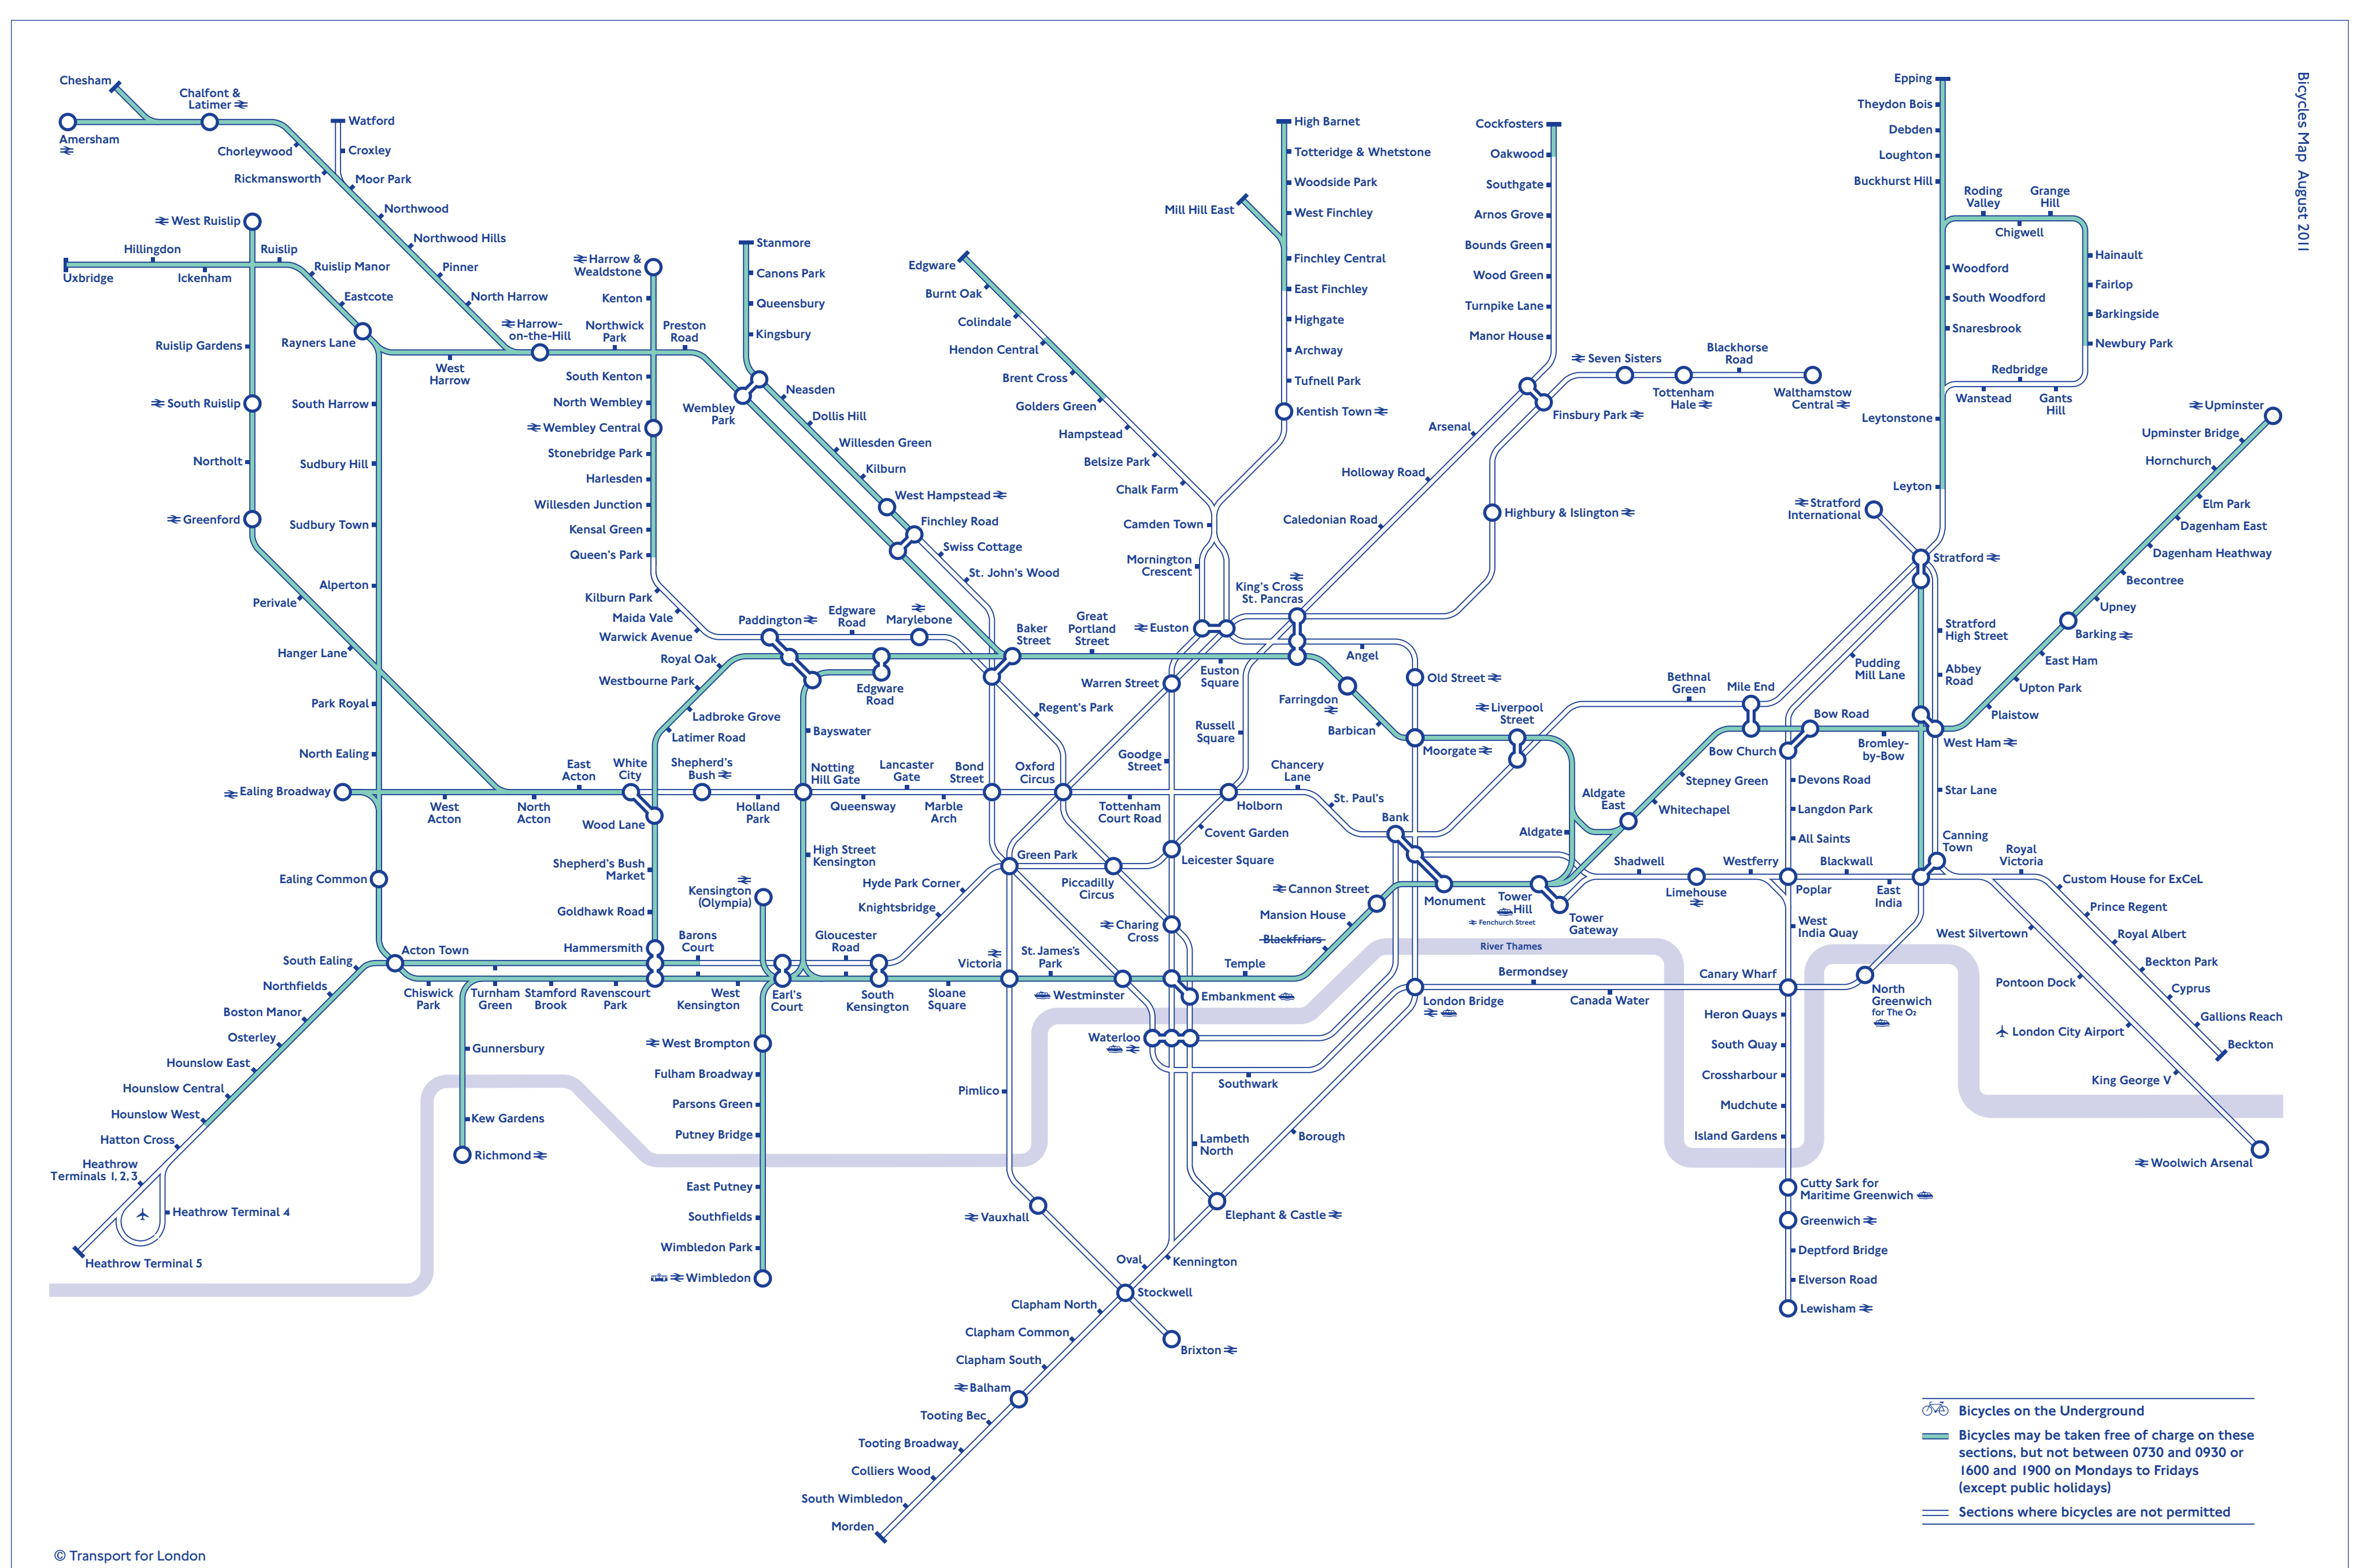 Bicycles Map August 2011
Chesham
Chalfont &
Latimer
Amersham
Chorleywood
Rickmansworth
Watford
Croxley
Moor Park
Northwood
Northwood Hills
Pinner
North Harrow
Harrow-
on-the-Hill
West Ruislip
Hillingdon
Ruislip
Uxbridge
Ickenham
Ruislip Manor
Eastcote
Rayners Lane
West
Harrow
Ruislip Gardens
South Ruislip
Northolt
Greenford
Perivale
Hanger Lane
South Harrow
Sudbury Hill
Sudbury Town
Alperton
Park Royal
North Ealing
Ealing Broadway
Ealing Common
West
Acton
North
Acton
East
Acton
White
City
Wood Lane
Shepherd's Bush
Market
Goldhawk Road
Hammersmith
Harrow &
Wealdstone
Kenton
Northwick
Park
Preston
Road
South Kenton
North Wembley
Wembley Central
Stonebridge Park
Harlesden
Willesden Junction
Kensal Green
Queen's Park
Kilburn Park
Maida Vale
Warwick Avenue
Royal Oak
Westbourne Park
Ladbroke Grove
Latimer Road
Stanmore
Canons Park
Queensbury
Kingsbury
Wembley
Park
Neasden
Dollis Hill
Willesden Green
Kilburn
West Hampstead
Finchley Road
Swiss Cottage
St. John's Wood
Paddington
Edgware
Road
Marylebone
Baker
Street
Great
Portland
Street
Edgware
Road
Regent's Park
Bayswater
Shepherd's
Bush
Holland
Park
Notting
Hill Gate
Queensway
Lancaster
Gate
Marble
Arch
Bond
Street
Oxford
Circus
High Street
Kensington
Kensington
(Olympia)
Edgware
Burnt Oak
Colindale
Hendon Central
Brent Cross
Golders Green
Hampstead
Belsize Park
Chalk Farm
Camden Town
Mornington
Crescent
Euston
Warren Street
Euston
Square
Goodge
Street
Tottenham
Court Road
Russell
Square
Holborn
Chancery
Lane
St. Paul's
Covent Garden
Leicester Square
High Barnet
Totteridge & Whetstone
Woodside Park
West Finchley
Mill Hill East
Finchley Central
East Finchley
Highgate
Archway
Tufnell Park
Kentish Town
Cockfosters
Oakwood
Southgate
Arnos Grove
Bounds Green
Wood Green
Turnpike Lane
Manor House
Finsbury Park
Arsenal
Holloway Road
Caledonian Road
King's Cross
St. Pancras
Seven Sisters
Tottenham
Hale
Blackhorse
Road
Walthamstow
Central
Highbury & Islington
Angel
Old Street
Farringdon
Barbican
Moorgate
Liverpool
Street
Bethnal
Green
Mile End
Bank
Aldgate
Aldgate
East
Whitechapel
Stepney Green
Bow Road
Bow Church
Bromley-
by-Bow
West Ham
Epping
Theydon Bois
Debden
Loughton
Buckhurst Hill
Roding
Valley
Chigwell
Grange
Hill
Hainault
Fairlop
Barkingside
Newbury Park
Woodford
South Woodford
Snaresbrook
Redbridge
Wanstead
Gants
Hill
Leytonstone
Leyton
Stratford
International
Stratford
Stratford
High Street
Pudding
Mill Lane
Abbey
Road
Upminster
Upminster Bridge
Hornchurch
Elm Park
Dagenham East
Dagenham Heathway
Becontree
Upney
Barking
East Ham
Upton Park
Plaistow
Devons Road
Langdon Park
All Saints
Star Lane
Canning
Town
Royal
Victoria
Custom House for ExCeL
Prince Regent
Royal Albert
Beckton Park
Cyprus
Gallions Reach
Beckton
West Silvertown
Pontoon Dock
London City Airport
King George V
Woolwich Arsenal
Shadwell
Limehouse
Westferry
Poplar
Blackwall
East
India
West
India Quay
Canary Wharf
North
Greenwich
for The O2
Heron Quays
South Quay
Crossharbour
Mudchute
Island Gardens
Cutty Sark for
Maritime Greenwich
Greenwich
Deptford Bridge
Elverson Road
Lewisham
Cannon Street
Mansion House
Blackfriars
Monument
Tower
Hill
Fenchurch Street
Tower
Gateway
River Thames
Temple
Bermondsey
Canada Water
London Bridge
Green Park
Piccadilly
Circus
Hyde Park Corner
Knightsbridge
Charing
Cross
Acton Town
South Ealing
Northfields
Boston Manor
Osterley
Hounslow East
Hounslow Central
Hounslow West
Hatton Cross
Heathrow
Terminals 1, 2, 3
Heathrow Terminal 4
Heathrow Terminal 5
Chiswick
Park
Turnham
Green
Stamford
Brook
Ravenscourt
Park
Barons
Court
West
Kensington
Earl's
Court
Gloucester
Road
South
Kensington
Sloane
Square
Victoria
St. James's
Park
Westminster
Embankment
Waterloo
Southwark
Gunnersbury
Kew Gardens
Richmond
West Brompton
Fulham Broadway
Parsons Green
Putney Bridge
East Putney
Southfields
Wimbledon Park
Wimbledon
Pimlico
Vauxhall
Lambeth
North
Borough
Elephant & Castle
Oval
Kennington
Stockwell
Brixton
Clapham North
Clapham Common
Clapham South
Balham
Tooting Bec
Tooting Broadway
Colliers Wood
South Wimbledon
Morden
Bicycles on the Underground
Bicycles may be taken free of charge on these
sections, but not between 0730 and 0930 or
1600 and 1900 on Mondays to Fridays
(except public holidays)
Sections where bicycles are not permitted
© Transport for London